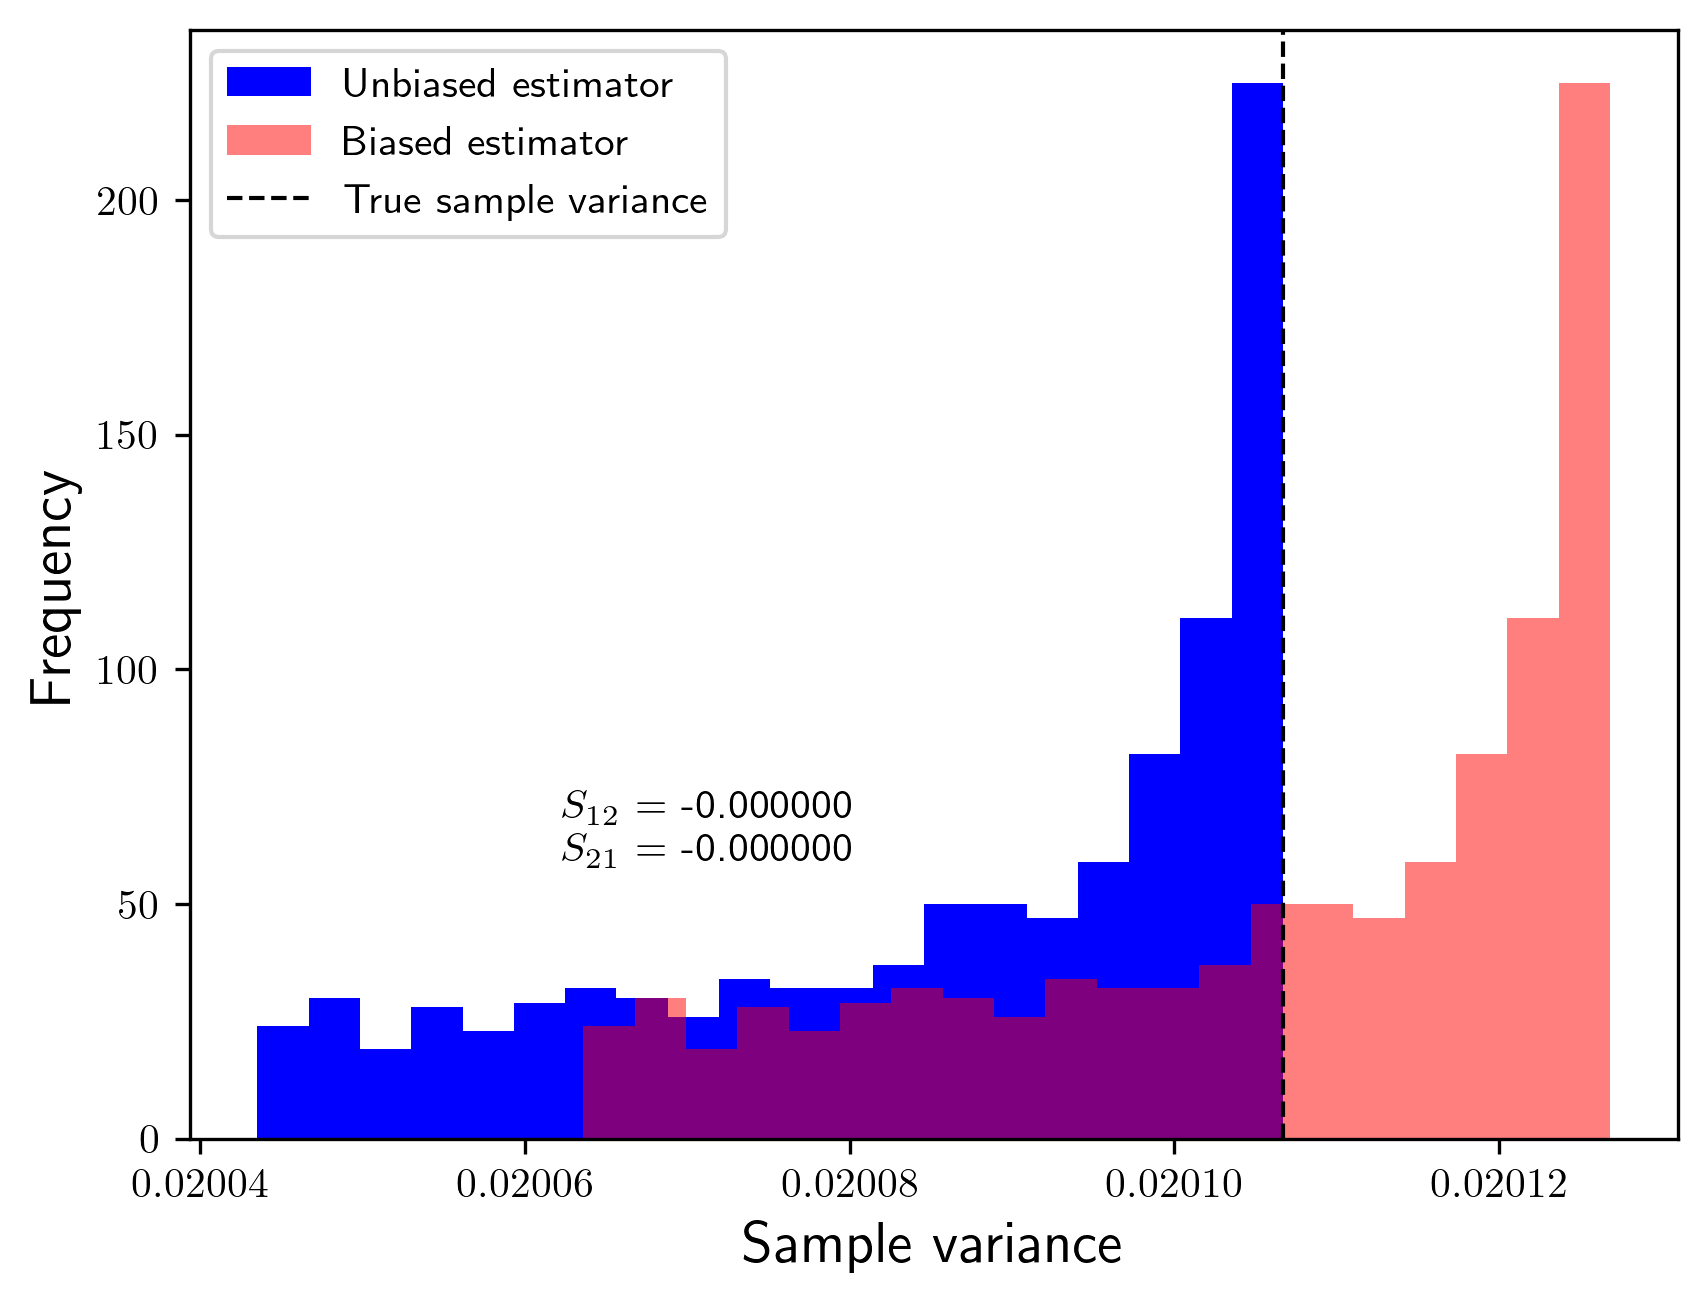 Unbiased estimator
Biased estimator
True sample variance
200
150
100
50
0
Frequency
S₁₂ = -0.000000
S₂₁ = -0.000000
0.02004 0.02006 0.02008 0.02010 0.02012
Sample variance